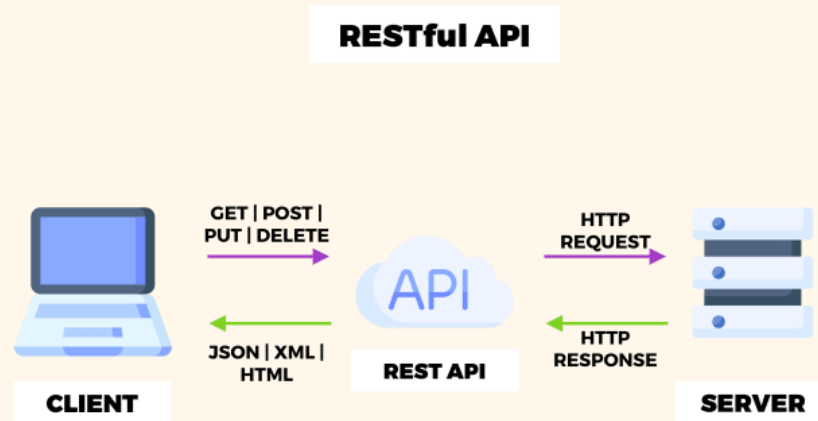 RESTful API
GET | POST |
PUT | DELETE
HTTP
REQUEST
API
JSON | XML |
HTML
HTTP
RESPONSE
REST API
CLIENT
SERVER